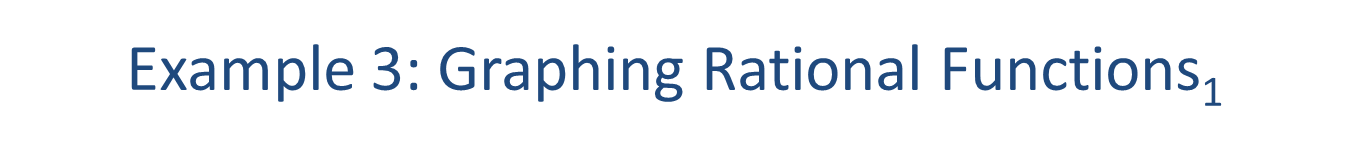 Example 3: Graphing Rational Functions₁